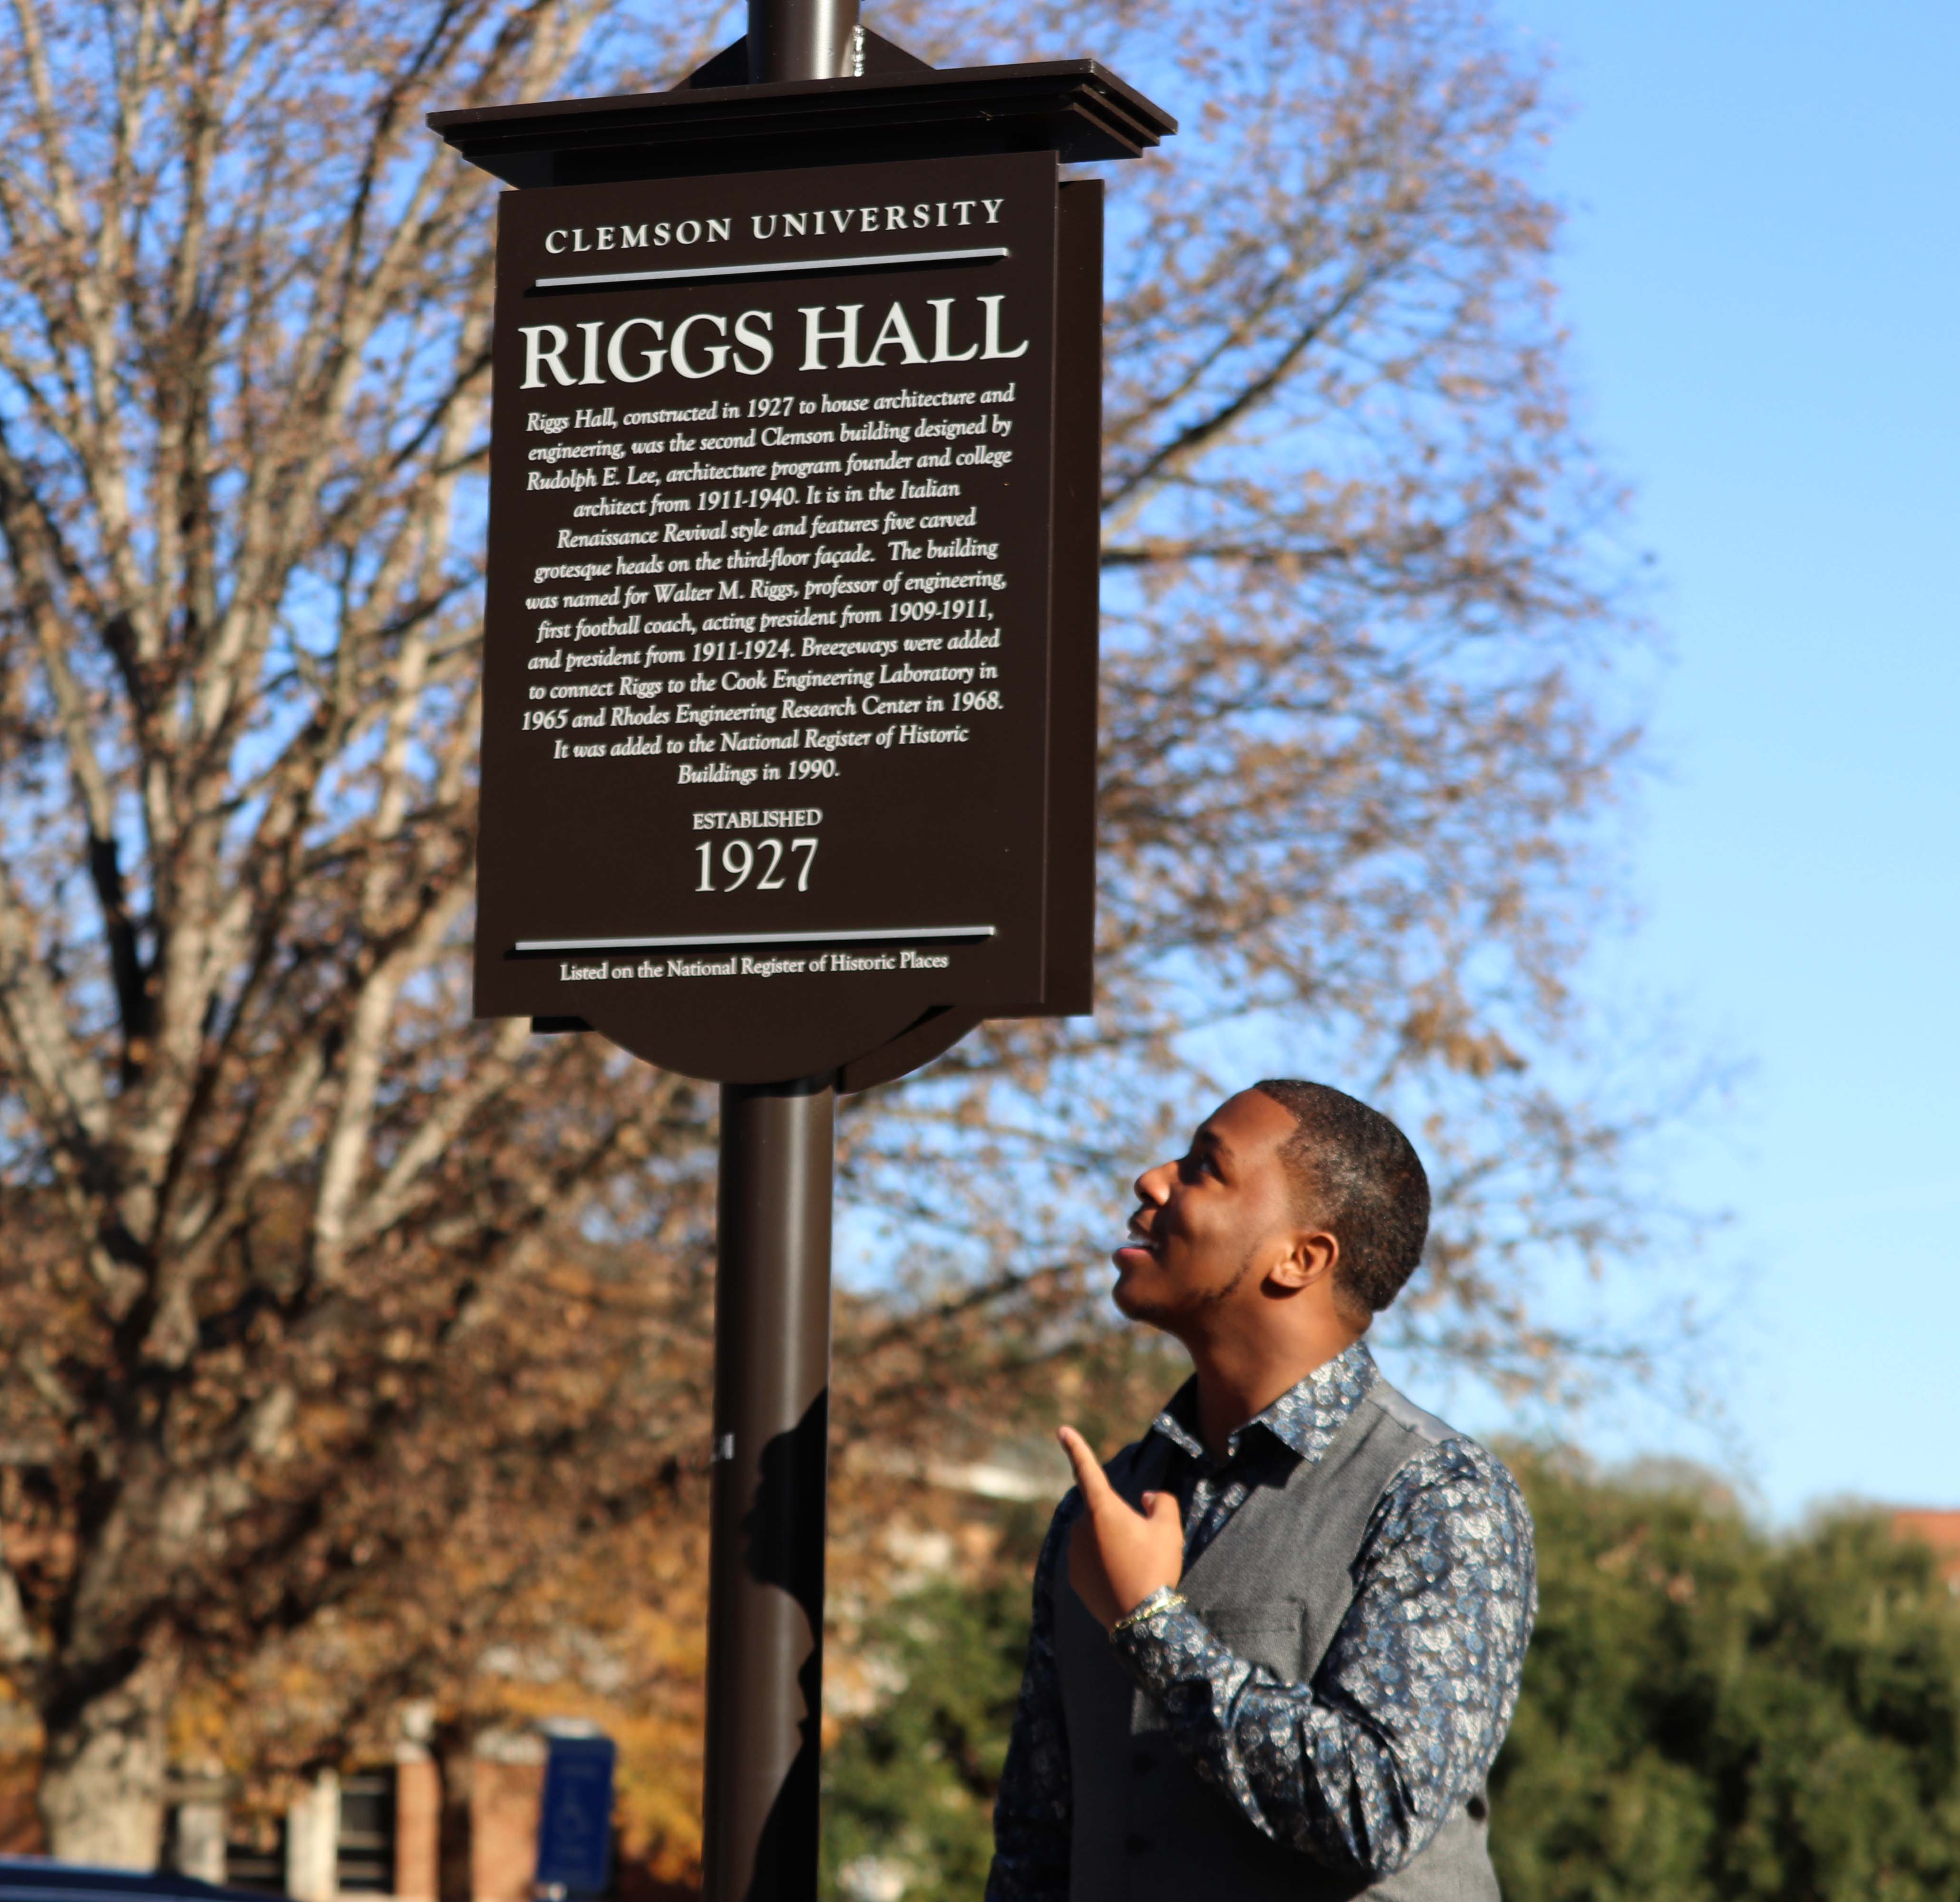 CLEMSON UNIVERSITY
RIGGS HALL
Riggs Hall, constructed in 1927 to house architecture and
engineering, was the second Clemson building designed by
Rudolph E. Lee, architecture program founder and college
architect from 1911-1940. It is in the Italian
Renaissance Revival style and features five carved
grotesque heads on the third-floor façade. The building
was named for Walter M. Riggs, professor of engineering,
first football coach, acting president from 1909-1911,
and president from 1911-1924. Breezeways were added
to connect Riggs to the Cook Engineering Laboratory in
1965 and Rhodes Engineering Research Center in 1968.
It was added to the National Register of Historic
Buildings in 1990.
ESTABLISHED
1927
Listed on the National Register of Historic Places